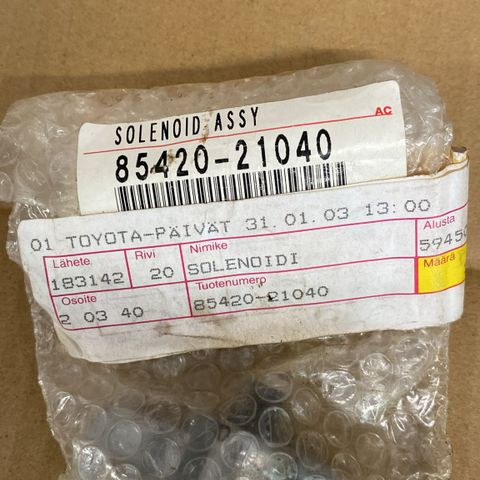 SOLENOID ASSY
AC
85420-21040
01 TOYOTA-PÄIVÄT 31.01.03 13:00
Lähete Rivi Nimike Alusta
183142 20 SOLENOIDI 59450
Osoite Tuotenumero Määrä
2 03 40 85420-21040